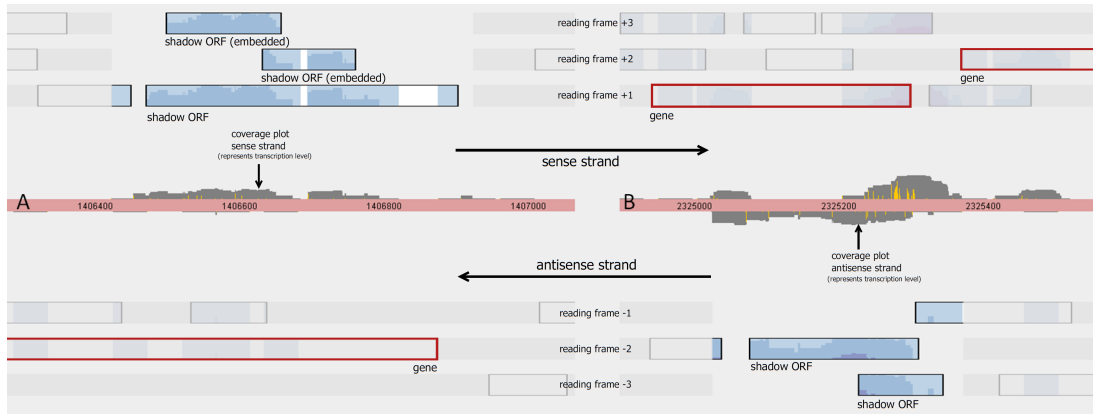 reading frame +3
shadow ORF (embedded)
reading frame +2
shadow ORF (embedded)
gene
reading frame +1
shadow ORF
gene
coverage plot
sense strand
(represents transcription level)
sense strand
A
1406400
1406600
1406800
1407000
B
2325000
2325200
2325400
antisense strand
coverage plot
antisense strand
(represents transcription level)
reading frame -1
reading frame -2
gene
shadow ORF
reading frame -3
shadow ORF